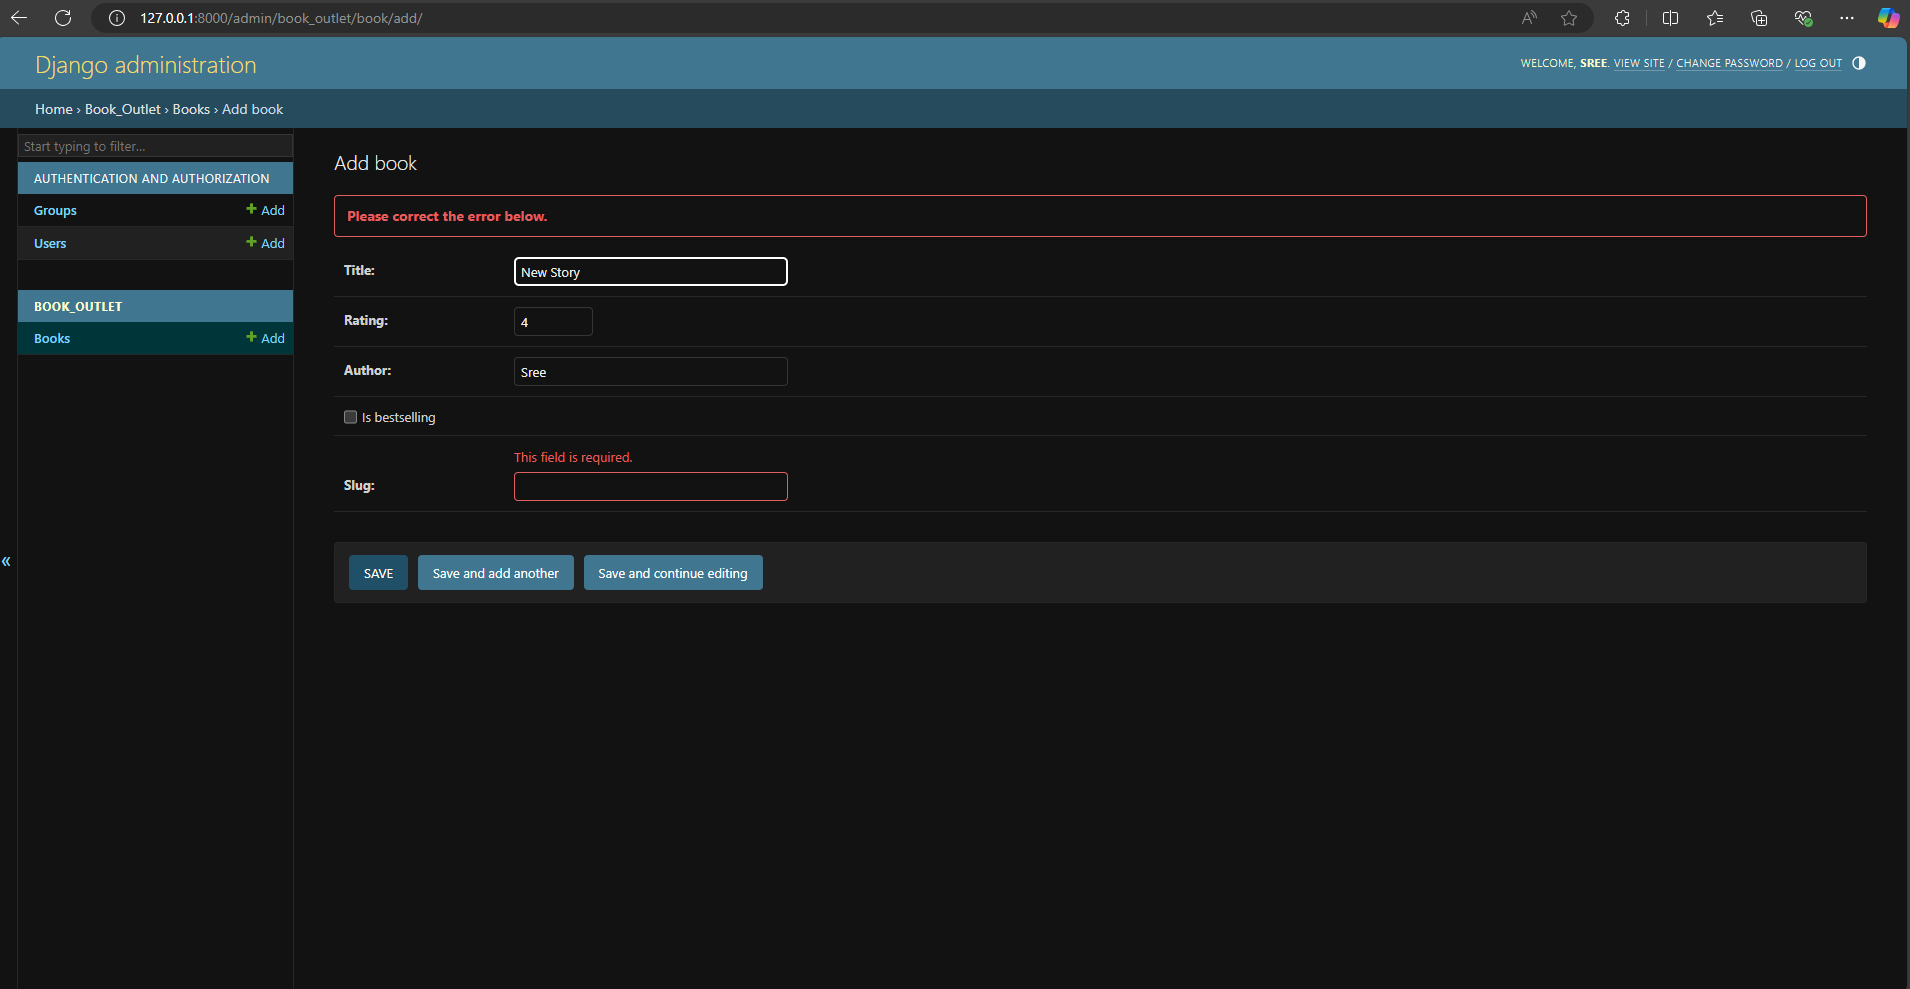 127.0.0.1:8000/admin/book_outlet/book/add/
Django administration
WELCOME, SREE. VIEW SITE / CHANGE PASSWORD / LOG OUT
Home › Book_Outlet › Books › Add book
Start typing to filter...
AUTHENTICATION AND AUTHORIZATION
Groups + Add
Users + Add
BOOK_OUTLET
Books + Add
«
Add book
Please correct the error below.
Title: New Story
Rating: 4
Author: Sree
Is bestselling
This field is required.
Slug:
SAVE Save and add another Save and continue editing